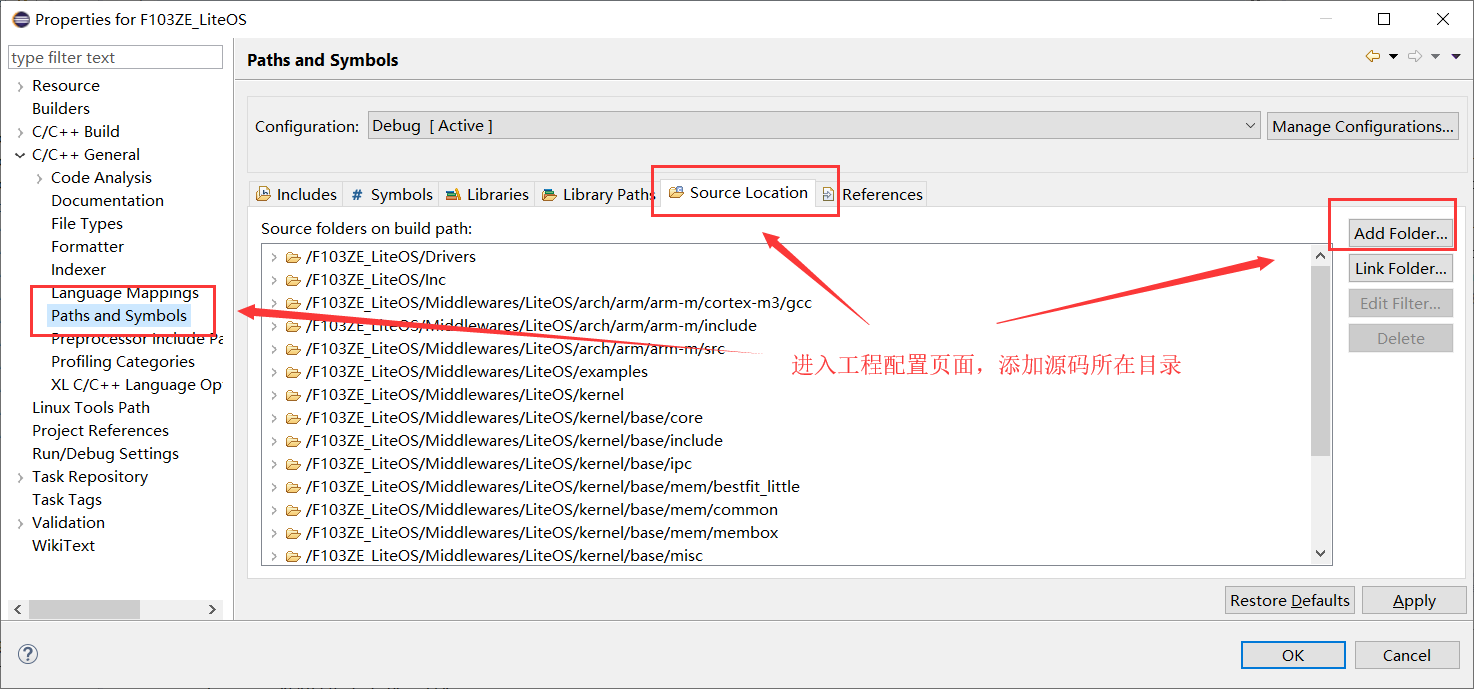 Properties for F103ZE_LiteOS
type filter text
Resource
Builders
C/C++ Build
C/C++ General
Code Analysis
Documentation
File Types
Formatter
Indexer
Language Mappings
Paths and Symbols
Preprocessor Include Pa
Profiling Categories
XL C/C++ Language Op
Linux Tools Path
Project References
Run/Debug Settings
Task Repository
Task Tags
Validation
WikiText
Paths and Symbols
Configuration: Debug [ Active ] Manage Configurations...
Includes # Symbols Libraries Library Paths Source Location References
Source folders on build path:
/F103ZE_LiteOS/Drivers
/F103ZE_LiteOS/Inc
/F103ZE_LiteOS/Middlewares/LiteOS/arch/arm/arm-m/cortex-m3/gcc
/F103ZE_LiteOS/Middlewares/LiteOS/arch/arm/arm-m/include
/F103ZE_LiteOS/Middlewares/LiteOS/arch/arm/arm-m/src
/F103ZE_LiteOS/Middlewares/LiteOS/examples
/F103ZE_LiteOS/Middlewares/LiteOS/kernel
/F103ZE_LiteOS/Middlewares/LiteOS/kernel/base/core
/F103ZE_LiteOS/Middlewares/LiteOS/kernel/base/include
/F103ZE_LiteOS/Middlewares/LiteOS/kernel/base/ipc
/F103ZE_LiteOS/Middlewares/LiteOS/kernel/base/mem/bestfit_little
/F103ZE_LiteOS/Middlewares/LiteOS/kernel/base/mem/common
/F103ZE_LiteOS/Middlewares/LiteOS/kernel/base/mem/membox
/F103ZE_LiteOS/Middlewares/LiteOS/kernel/base/misc
进入工程配置页面，添加源码所在目录
Add Folder...
Link Folder...
Edit Filter...
Delete
Restore Defaults Apply
OK Cancel